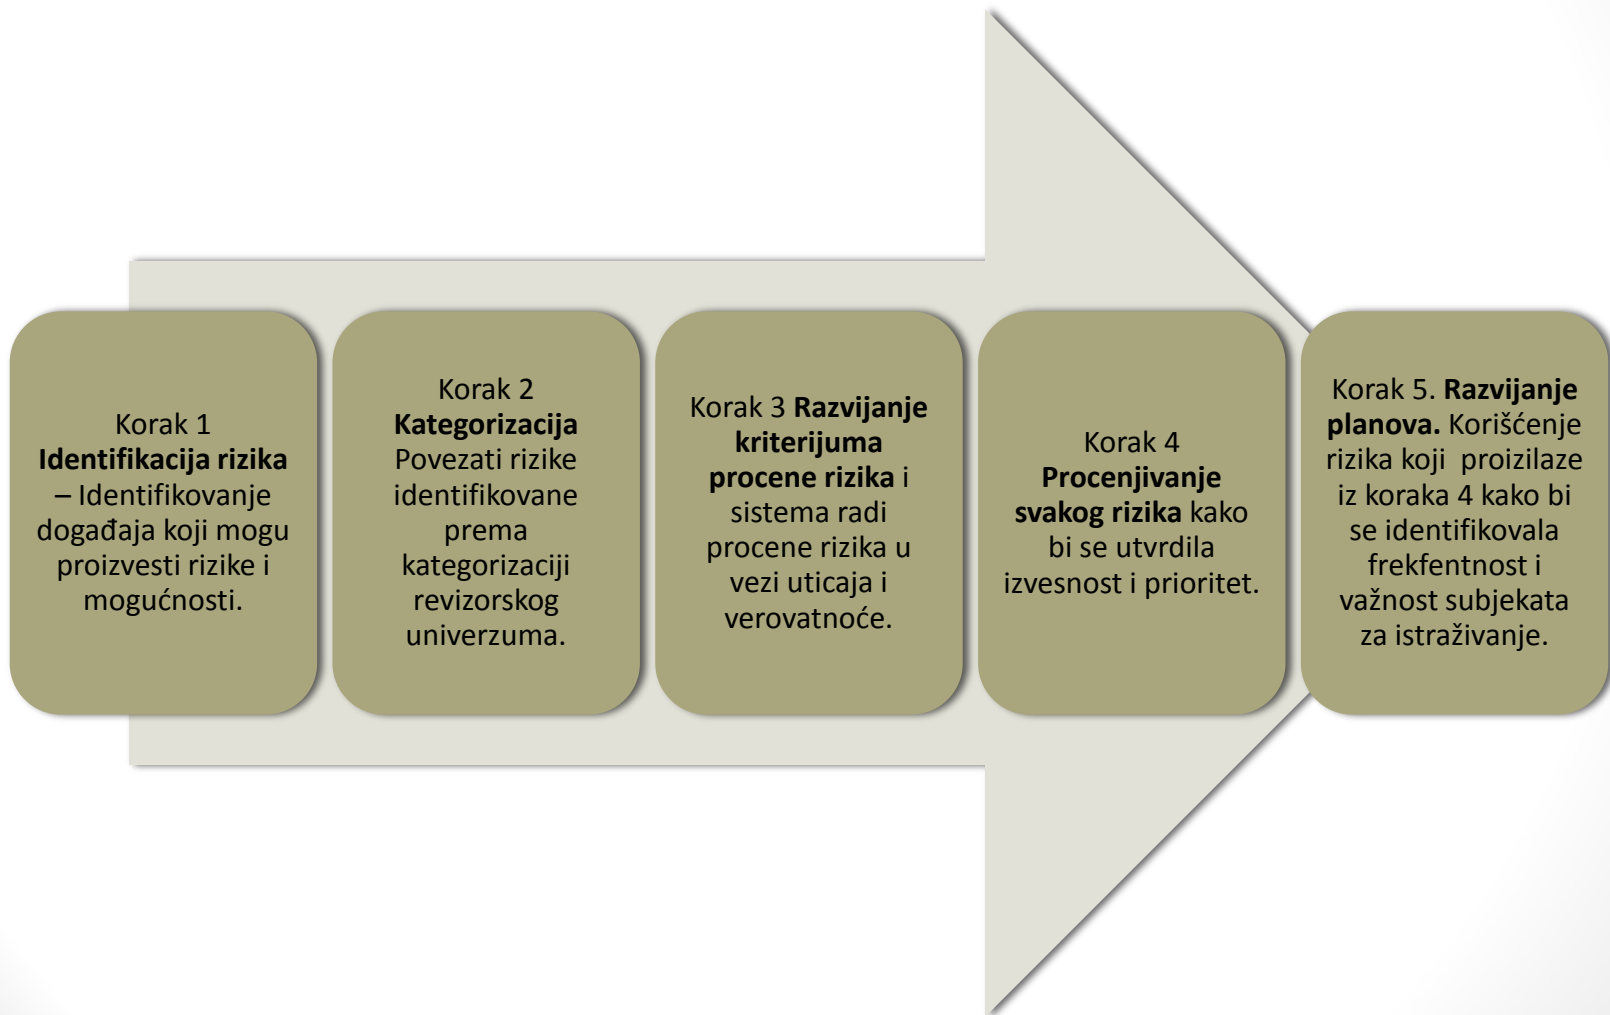 Korak 1
Identifikacija rizika
– Identifikovanje
događaja koji mogu
proizvesti rizike i
mogućnosti.
Korak 2
Kategorizacija
Povezati rizike
identifikovane
prema
kategorizaciji
revizorskog
univerzuma.
Korak 3 Razvijanje
kriterijuma
procene rizika i
sistema radi
procene rizika u
vezi uticaja i
verovatnoće.
Korak 4
Procenjivanje
svakog rizika kako
bi se utvrdila
izvesnost i prioritet.
Korak 5. Razvijanje
planova. Korišćenje
rizika koji proizilaze
iz koraka 4 kako bi
se identifikovala
frekfentnost i
važnost subjekata
za istraživanje.